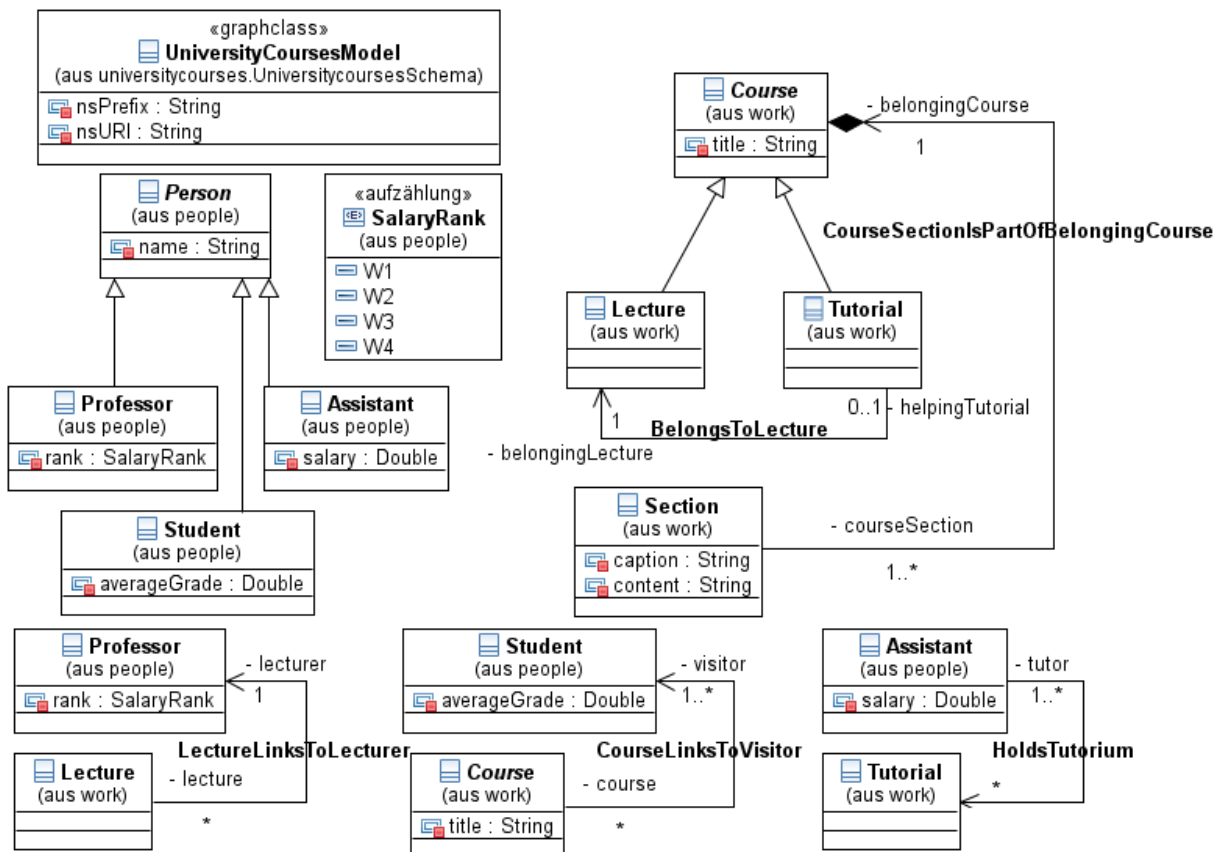 «graphclass»
UniversityCoursesModel
(aus universitycourses.UniversitycoursesSchema)
nsPrefix : String
nsURI : String
Person
(aus people)
name : String
«aufzählung»
SalaryRank
(aus people)
W1
W2
W3
W4
Professor
(aus people)
rank : SalaryRank
Assistant
(aus people)
salary : Double
Student
(aus people)
averageGrade : Double
Course
(aus work)
title : String
- belongingCourse
1
CourseSectionIsPartOfBelongingCourse
Lecture
(aus work)
Tutorial
(aus work)
0..1 - helpingTutorial
1
BelongsToLecture
- belongingLecture
Section
(aus work)
caption : String
content : String
- courseSection
1..*
Professor
(aus people)
rank : SalaryRank
- lecturer
1
LectureLinksToLecturer
Lecture
(aus work)
- lecture
*
Student
(aus people)
averageGrade : Double
- visitor
1..*
CourseLinksToVisitor
Course
(aus work)
title : String
- course
*
Assistant
(aus people)
salary : Double
- tutor
1..*
HoldsTutorium
Tutorial
(aus work)
*